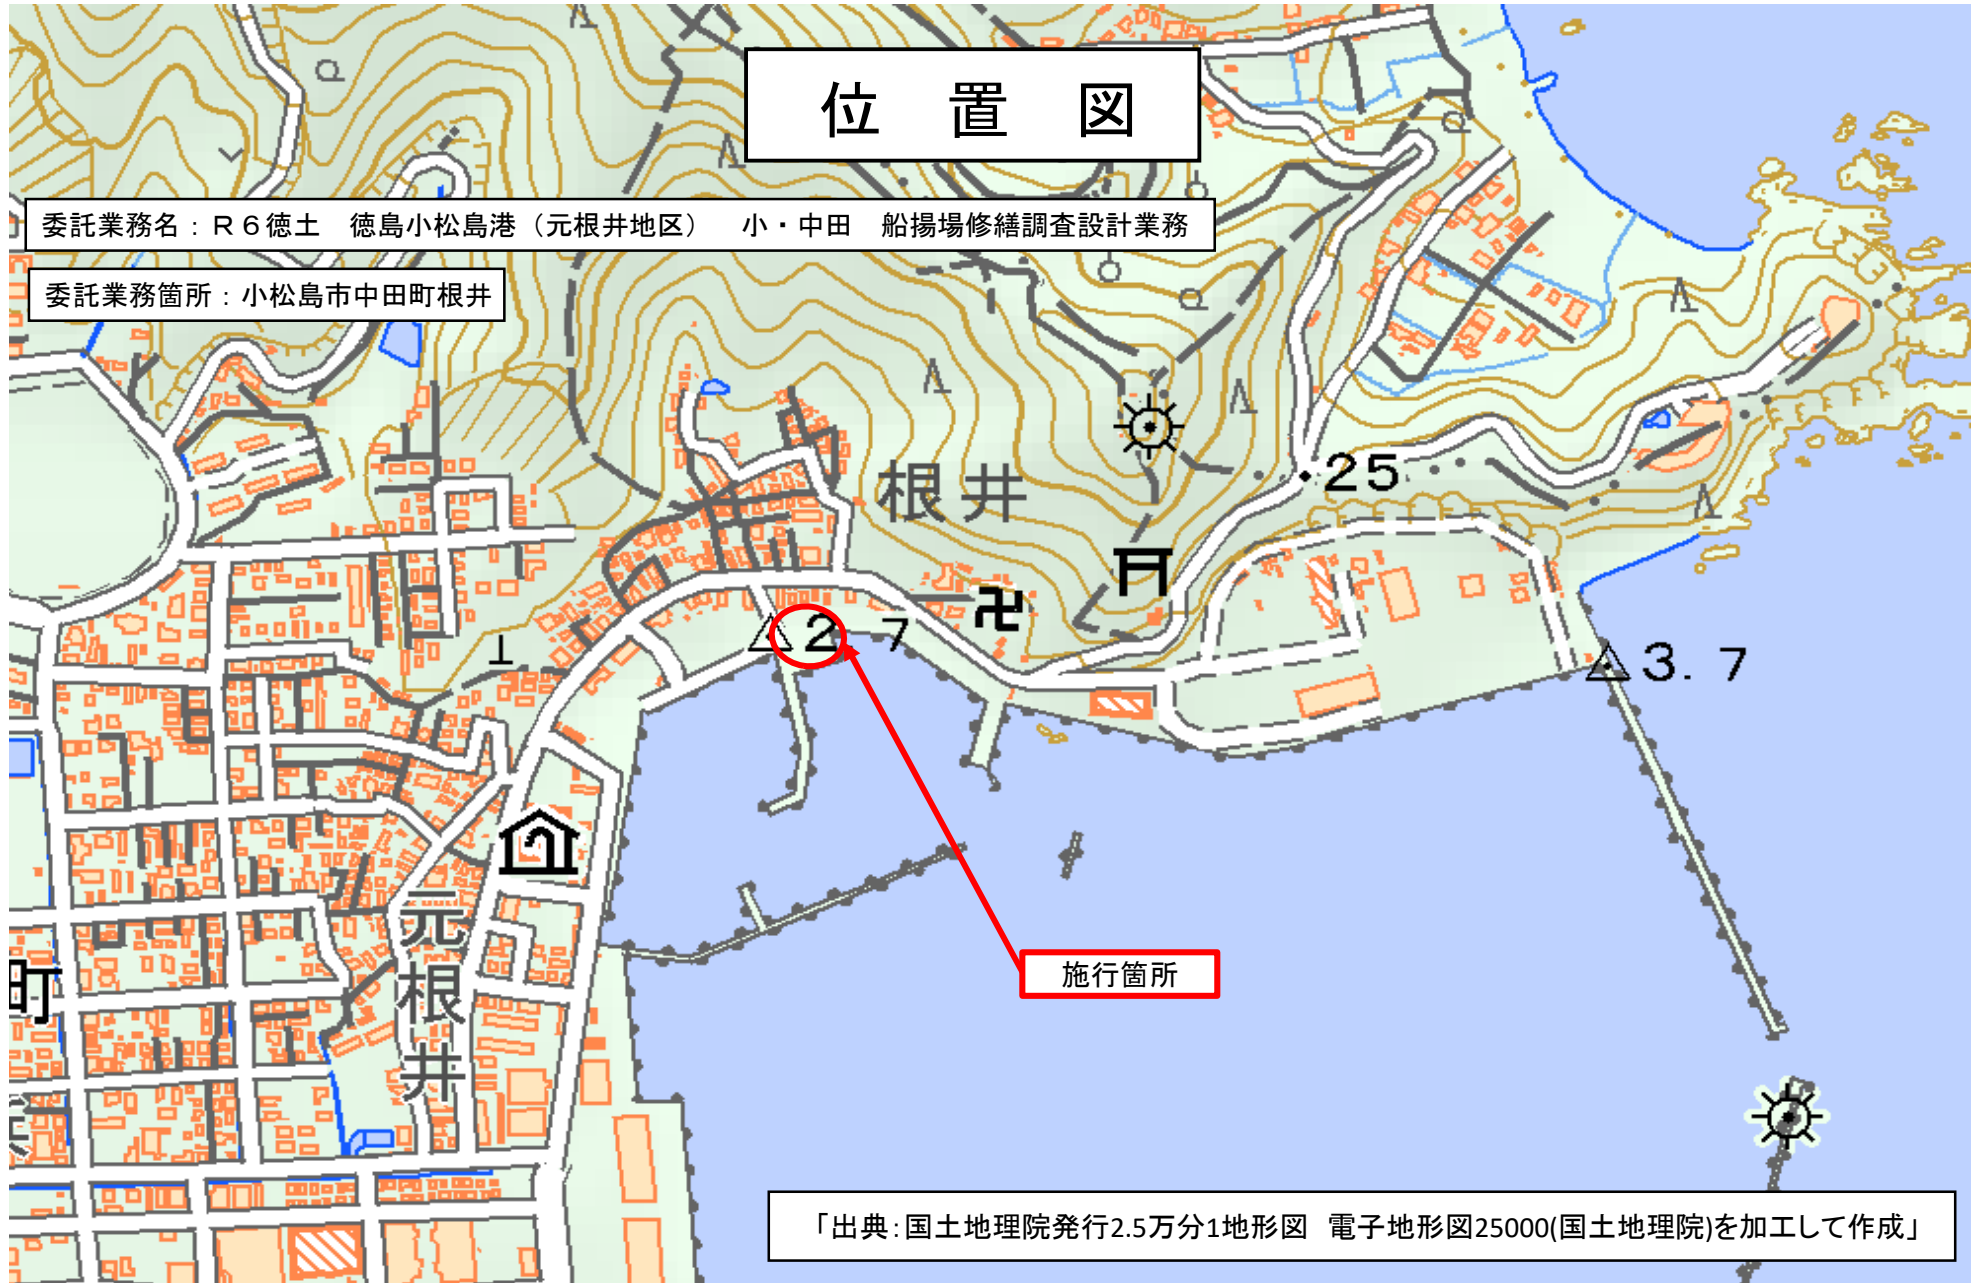 位　置　図
委託業務名：Ｒ６徳土　徳島小松島港（元根井地区）　小・中田　船揚場修繕調査設計業務
委託業務箇所：小松島市中田町根井
根井
25
2.7
3.7
元根井
町
施行箇所
「出典：国土地理院発行2.5万分1地形図　電子地形図25000(国土地理院)を加工して作成」